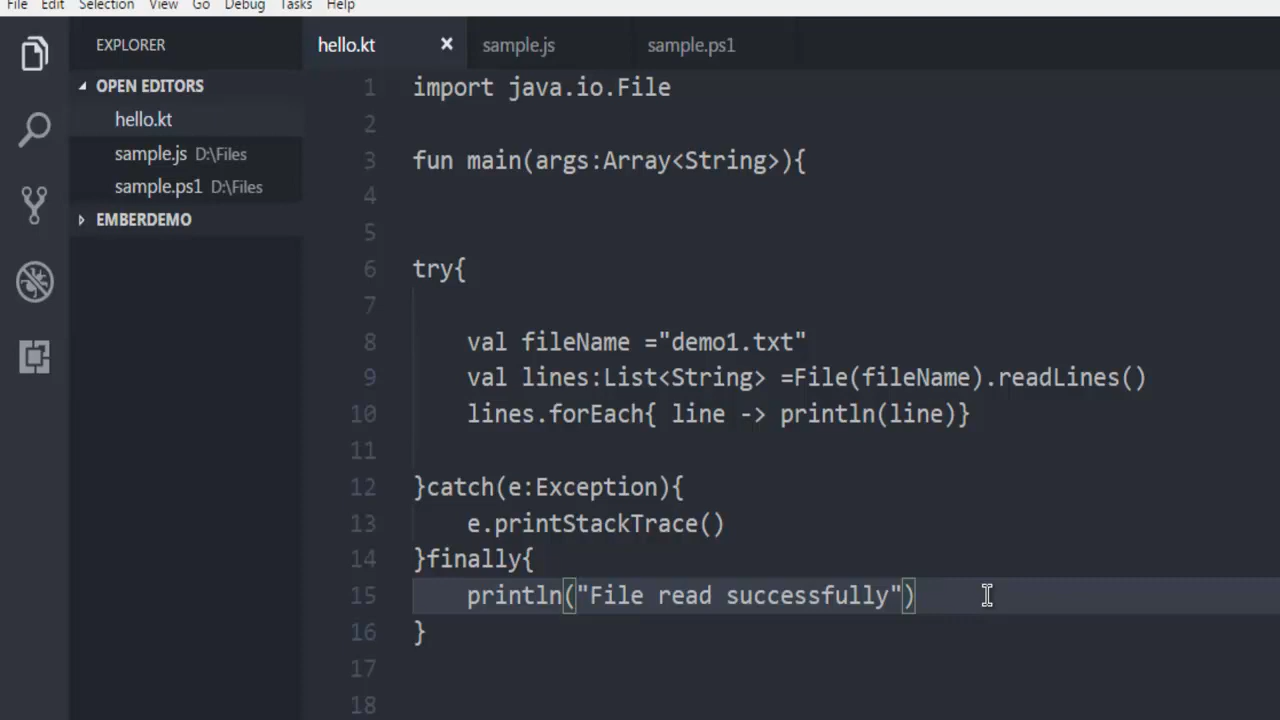 File Edit Selection View Go Debug Tasks Help
EXPLORER
OPEN EDITORS
hello.kt
sample.js D:\Files
sample.ps1 D:\Files
EMBERDEMO
hello.kt × sample.js sample.ps1
1 import java.io.File
2
3 fun main(args:Array<String>){
4
5
6 try{
7
8 val fileName ="demo1.txt"
9 val lines:List<String> =File(fileName).readLines()
10 lines.forEach{ line -> println(line)}
11
12 }catch(e:Exception){
13 e.printStackTrace()
14 }finally{
15 println("File read successfully")
16 }
17
18